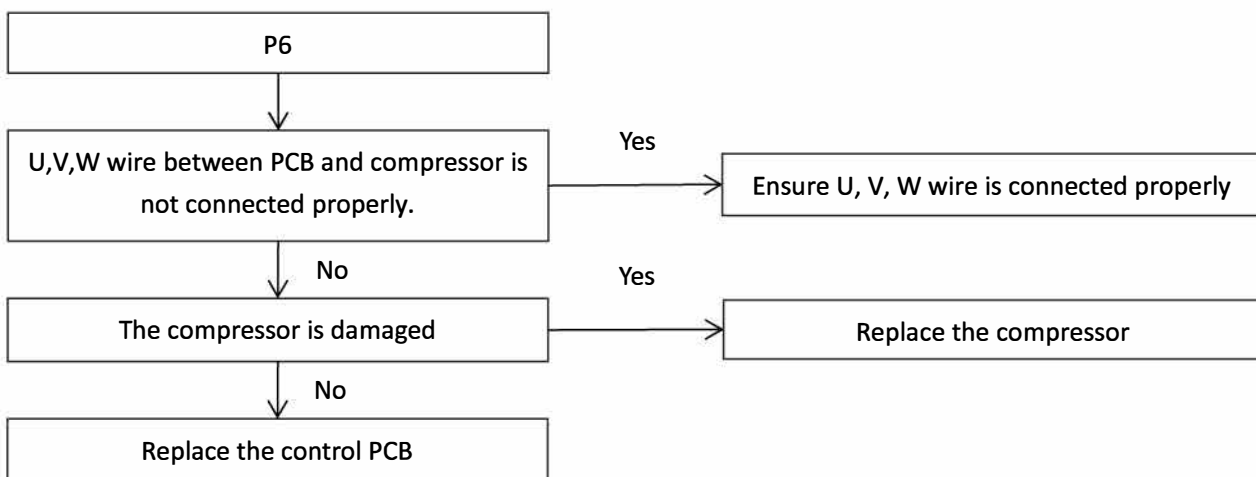 P6
U,V,W wire between PCB and compressor is
not connected properly.
Yes
Ensure U, V, W wire is connected properly
No
Yes
The compressor is damaged
Replace the compressor
No
Replace the control PCB